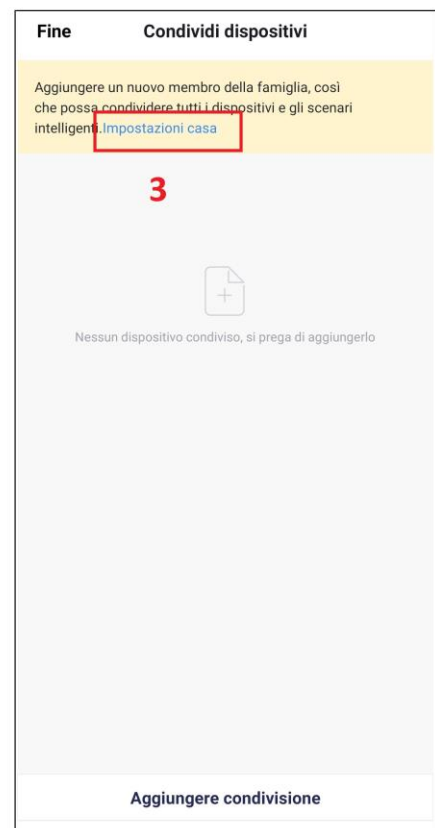 Fine Condividi dispositivi
Aggiungere un nuovo membro della famiglia, così
che possa condividere tutti i dispositivi e gli scenari
intelligenti.Impostazioni casa
3
Nessun dispositivo condiviso, si prega di aggiungerlo
Aggiungere condivisione